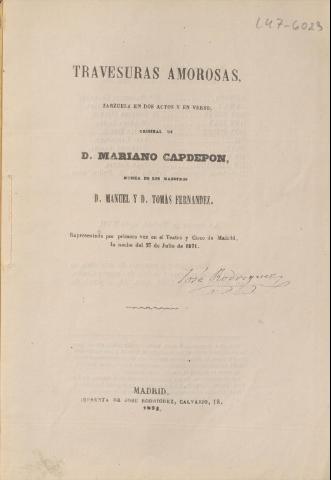 L47-6023
TRAVESURAS AMOROSAS,
ZARZUELA EN DOS ACTOS Y EN VERSO,
ORIGINAL DE
D. MARIANO CAPDEPON,
MÚSICA DE LOS MAESTROS
D. MANUEL Y D. TOMÁS FERNANDEZ.
Representada por primera vez en el Teatro y Circo de Madrid,
la noche del 27 de Julio de 1871.
José Rodriguez
MADRID.
IMPRENTA DE JOSÉ RODRIGUEZ, CALVARIO, 18.